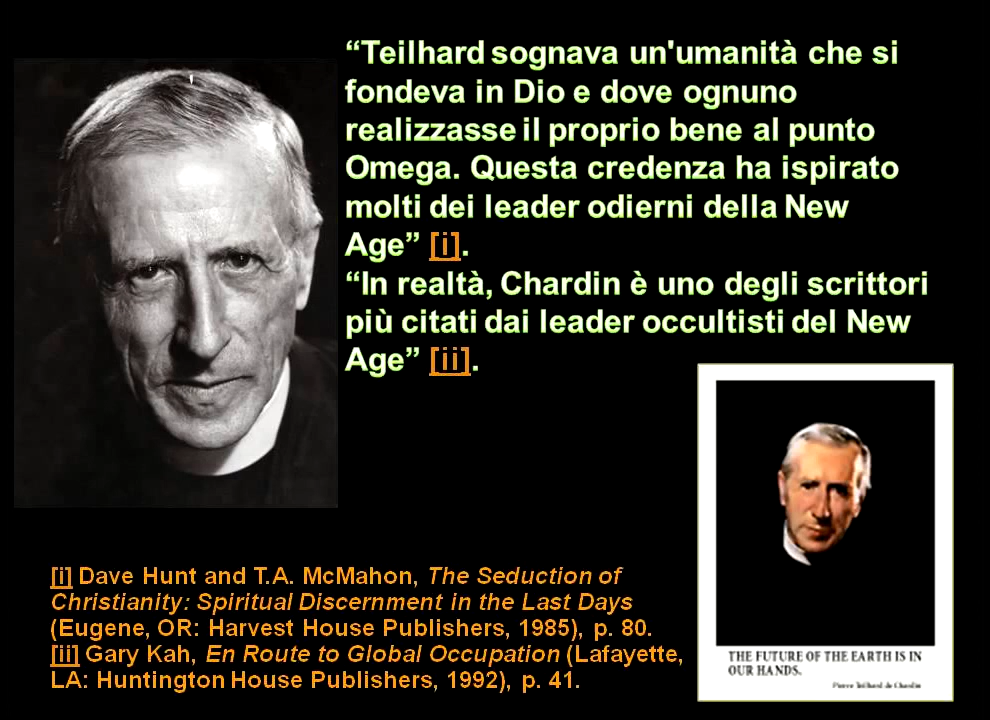 “Teilhard sognava un'umanità che si
fondeva in Dio e dove ognuno
realizzasse il proprio bene al punto
Omega. Questa credenza ha ispirato
molti dei leader odierni della New
Age” [i].
“In realtà, Chardin è uno degli scrittori
più citati dai leader occultisti del New
Age” [ii].
THE FUTURE OF THE EARTH IS IN
OUR HANDS.
Pierre Teilhard de Chardin
[i] Dave Hunt and T.A. McMahon, The Seduction of
Christianity: Spiritual Discernment in the Last Days
(Eugene, OR: Harvest House Publishers, 1985), p. 80.
[ii] Gary Kah, En Route to Global Occupation (Lafayette,
LA: Huntington House Publishers, 1992), p. 41.